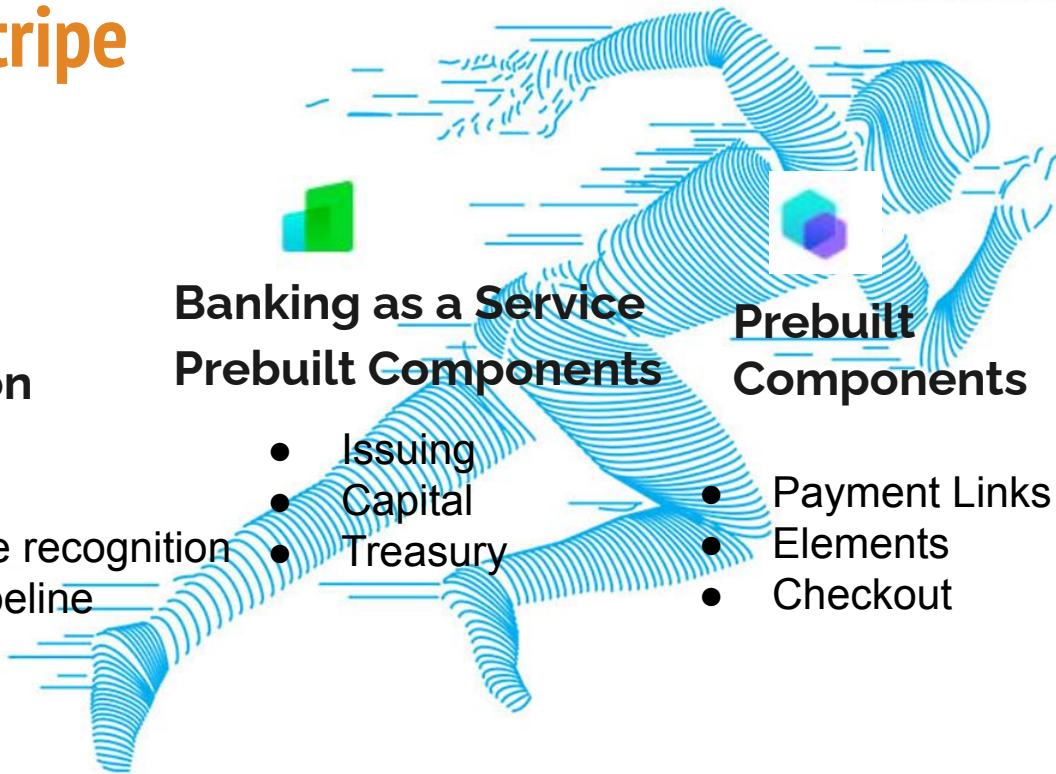 tripe
Banking as a Service
Prebuilt Components
● Issuing
● Capital
● Treasury
Prebuilt
Components
● Payment Links
● Elements
● Checkout
on
e recognition
peline